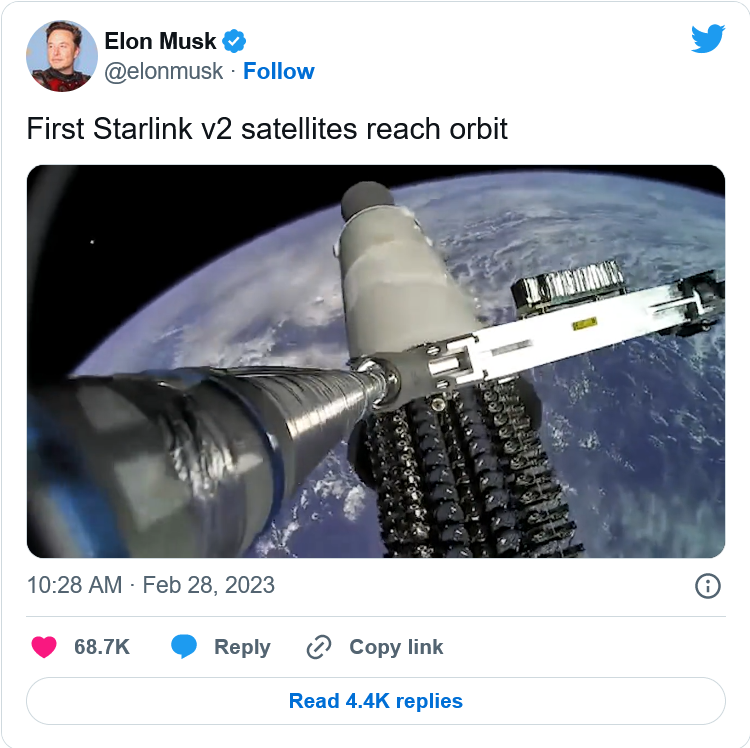 Elon Musk
@elonmusk · Follow
First Starlink v2 satellites reach orbit
10:28 AM · Feb 28, 2023
68.7K Reply Copy link
Read 4.4K replies